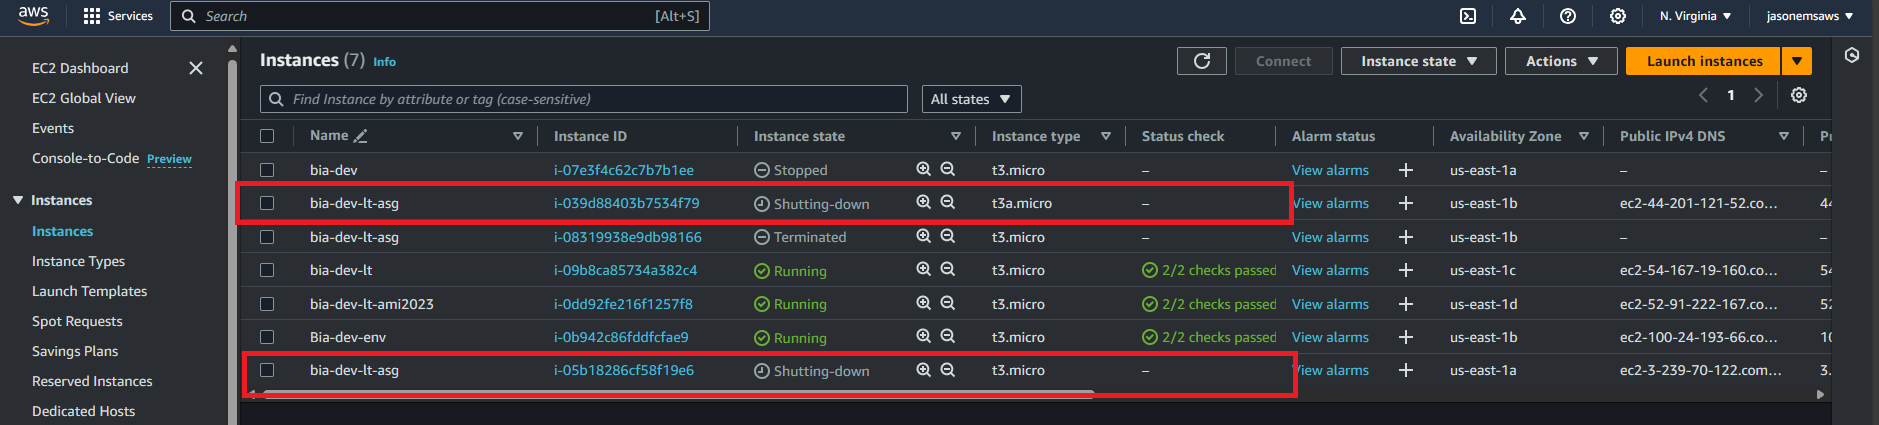 aws Services Search [Alt+S] N. Virginia jasonemsaws
EC2 Dashboard
EC2 Global View
Events
Console-to-Code Preview
Instances
Instances
Instance Types
Launch Templates
Spot Requests
Savings Plans
Reserved Instances
Dedicated Hosts
Instances (7) Info Connect Instance state Actions Launch instances
Find Instance by attribute or tag (case-sensitive) All states 1
Name Instance ID Instance state Instance type Status check Alarm status Availability Zone Public IPv4 DNS Pu
bia-dev i-07e3f4c62c7b7b1ee Stopped t3.micro – View alarms + us-east-1a –
bia-dev-lt-asg i-039d88403b7534f79 Shutting-down t3a.micro – View alarms + us-east-1b ec2-44-201-121-52.co... 44
bia-dev-lt-asg i-08319938e9db98166 Terminated t3.micro – View alarms + us-east-1b – –
bia-dev-lt i-09b8ca85734a382c4 Running t3.micro 2/2 checks passed View alarms + us-east-1c ec2-54-167-19-160.co... 54
bia-dev-lt-ami2023 i-0dd92fe216f1257f8 Running t3.micro 2/2 checks passed View alarms + us-east-1d ec2-52-91-222-167.co... 52
Bia-dev-env i-0b942c86fddfcfae9 Running t3.micro 2/2 checks passed View alarms + us-east-1b ec2-100-24-193-66.co... 10
bia-dev-lt-asg i-05b18286cf58f19e6 Shutting-down t3.micro – View alarms + us-east-1a ec2-3-239-70-122.com... 3.